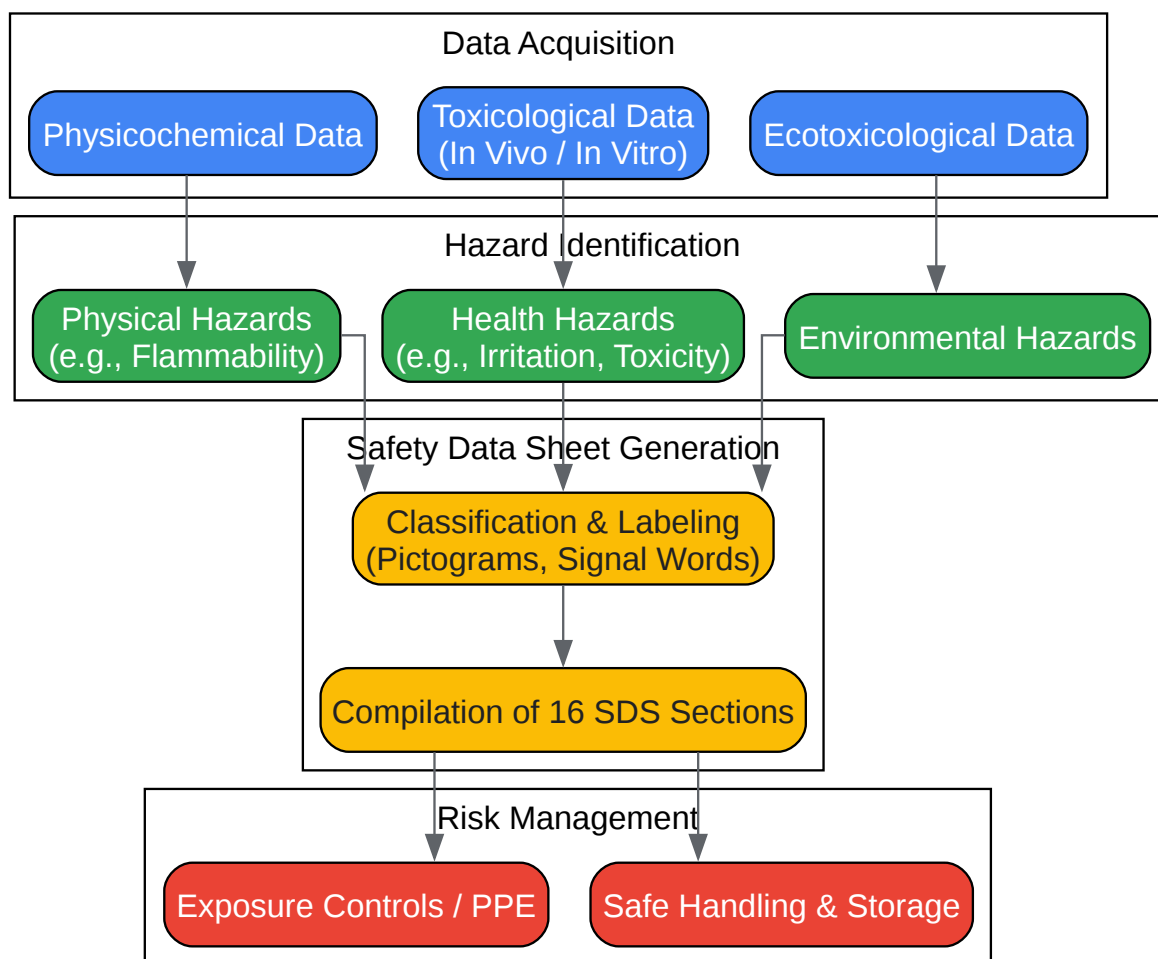 Data Acquisition
Physicochemical Data
Toxicological Data
(In Vivo / In Vitro)
Ecotoxicological Data
Hazard Identification
Physical Hazards
(e.g., Flammability)
Health Hazards
(e.g., Irritation, Toxicity)
Environmental Hazards
Safety Data Sheet Generation
Classification & Labeling
(Pictograms, Signal Words)
Compilation of 16 SDS Sections
Risk Management
Exposure Controls / PPE
Safe Handling & Storage